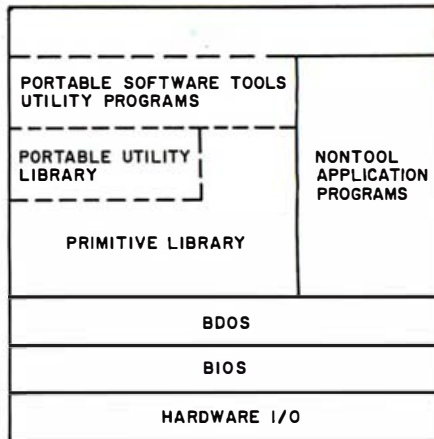 PORTABLE SOFTWARE TOOLS
UTILITY PROGRAMS
PORTABLE UTILITY
LIBRARY
NONTOOL
APPLICATION
PROGRAMS
PRIMITIVE LIBRARY
BDOS
BIOS
HARDWARE I/O